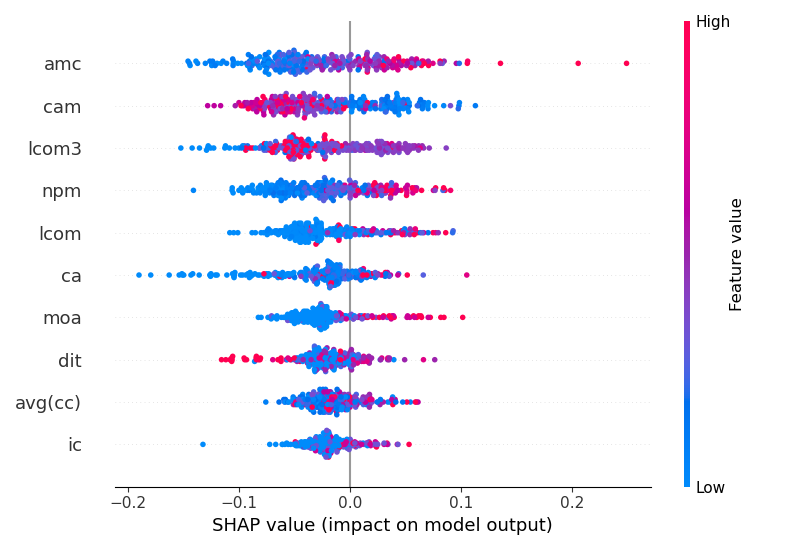 High
amc
cam
lcom3
npm
lcom
ca
moa
dit
avg(cc)
ic
Feature value
Low
−0.2 −0.1 0.0 0.1 0.2
SHAP value (impact on model output)